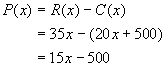 P(x) = R(x) − C(x)
= 35x − (20x + 500)
= 15x − 500